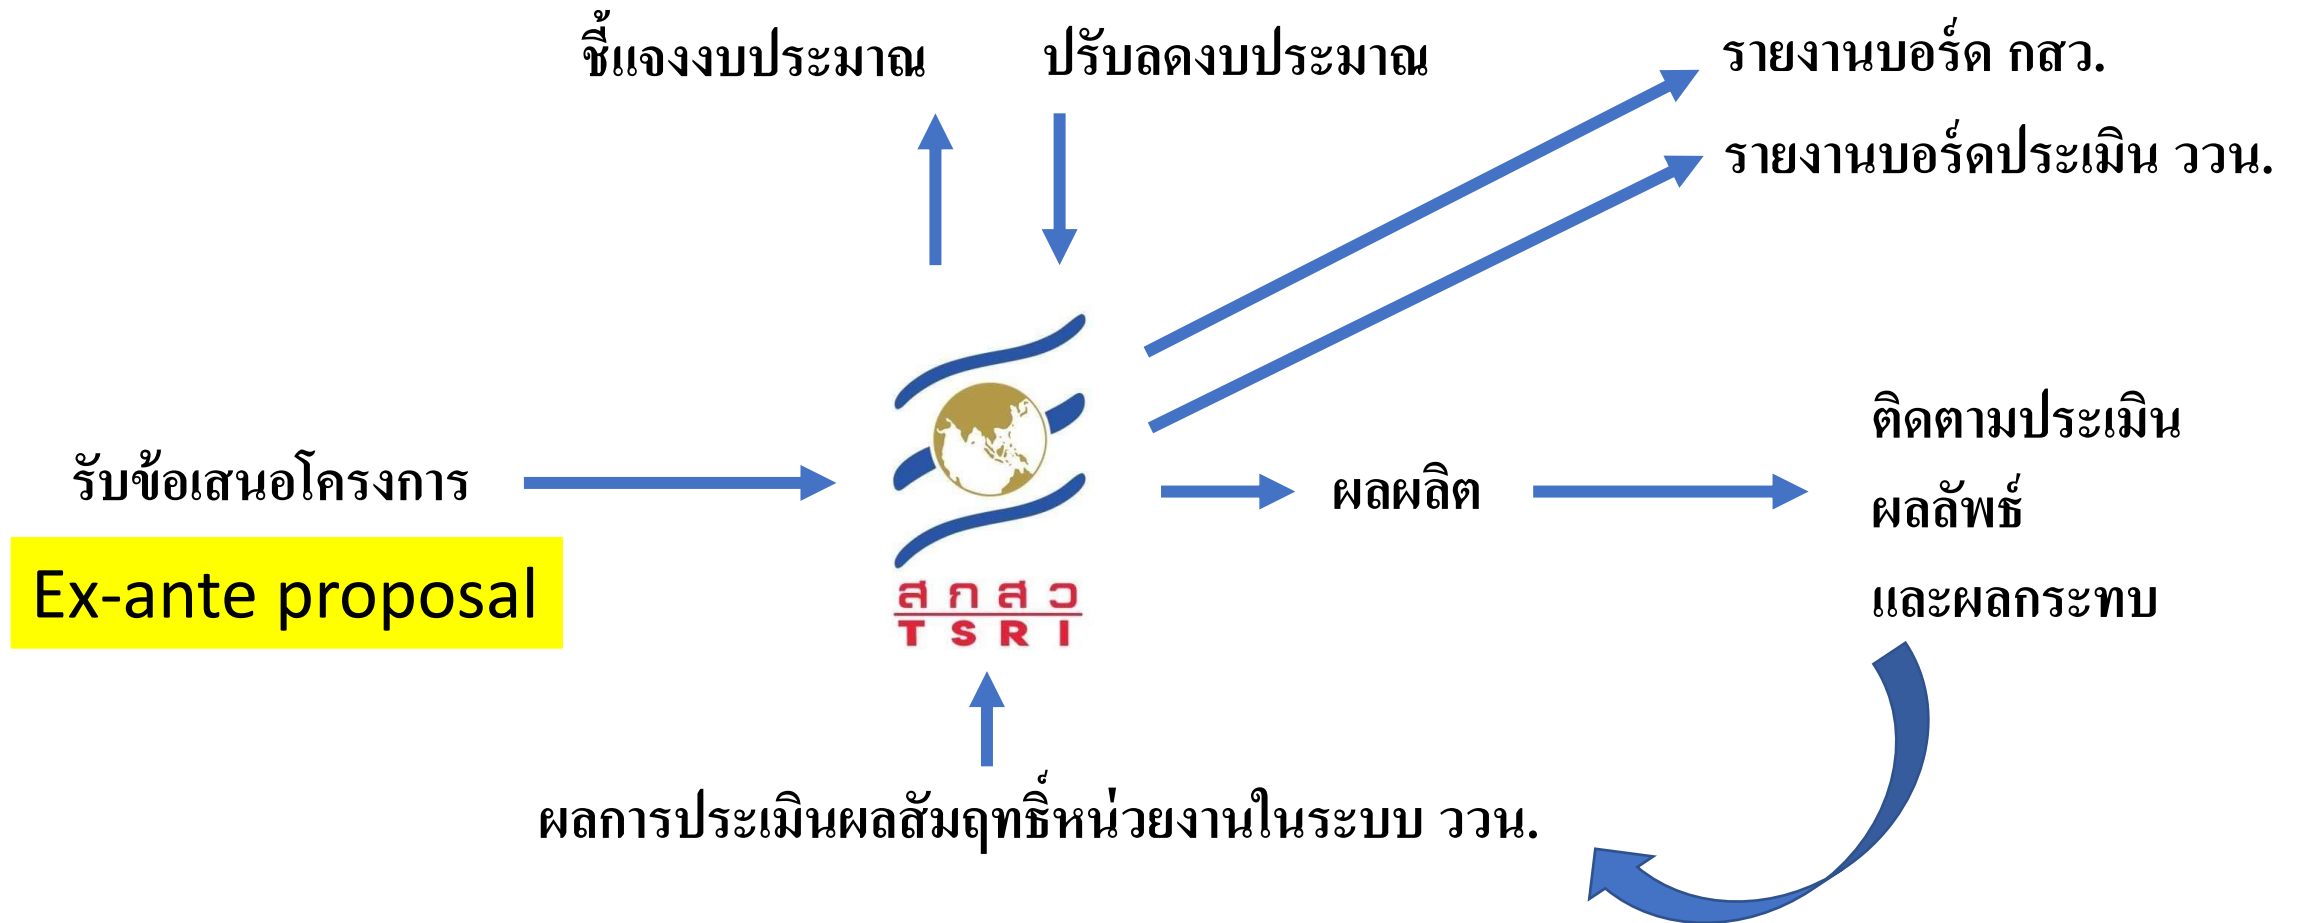 ชี้แจงงบประมาณ
ปรับลดงบประมาณ
รายงานบอร์ด กสว.
รายงานบอร์ดประเมิน ววน.
รับข้อเสนอโครงการ
Ex-ante proposal
สกสว
TSRI
ผลผลิต
ติดตามประเมิน
ผลลัพธ์
และผลกระทบ
ผลการประเมินผลสัมฤทธิ์หน่วยงานในระบบ ววน.